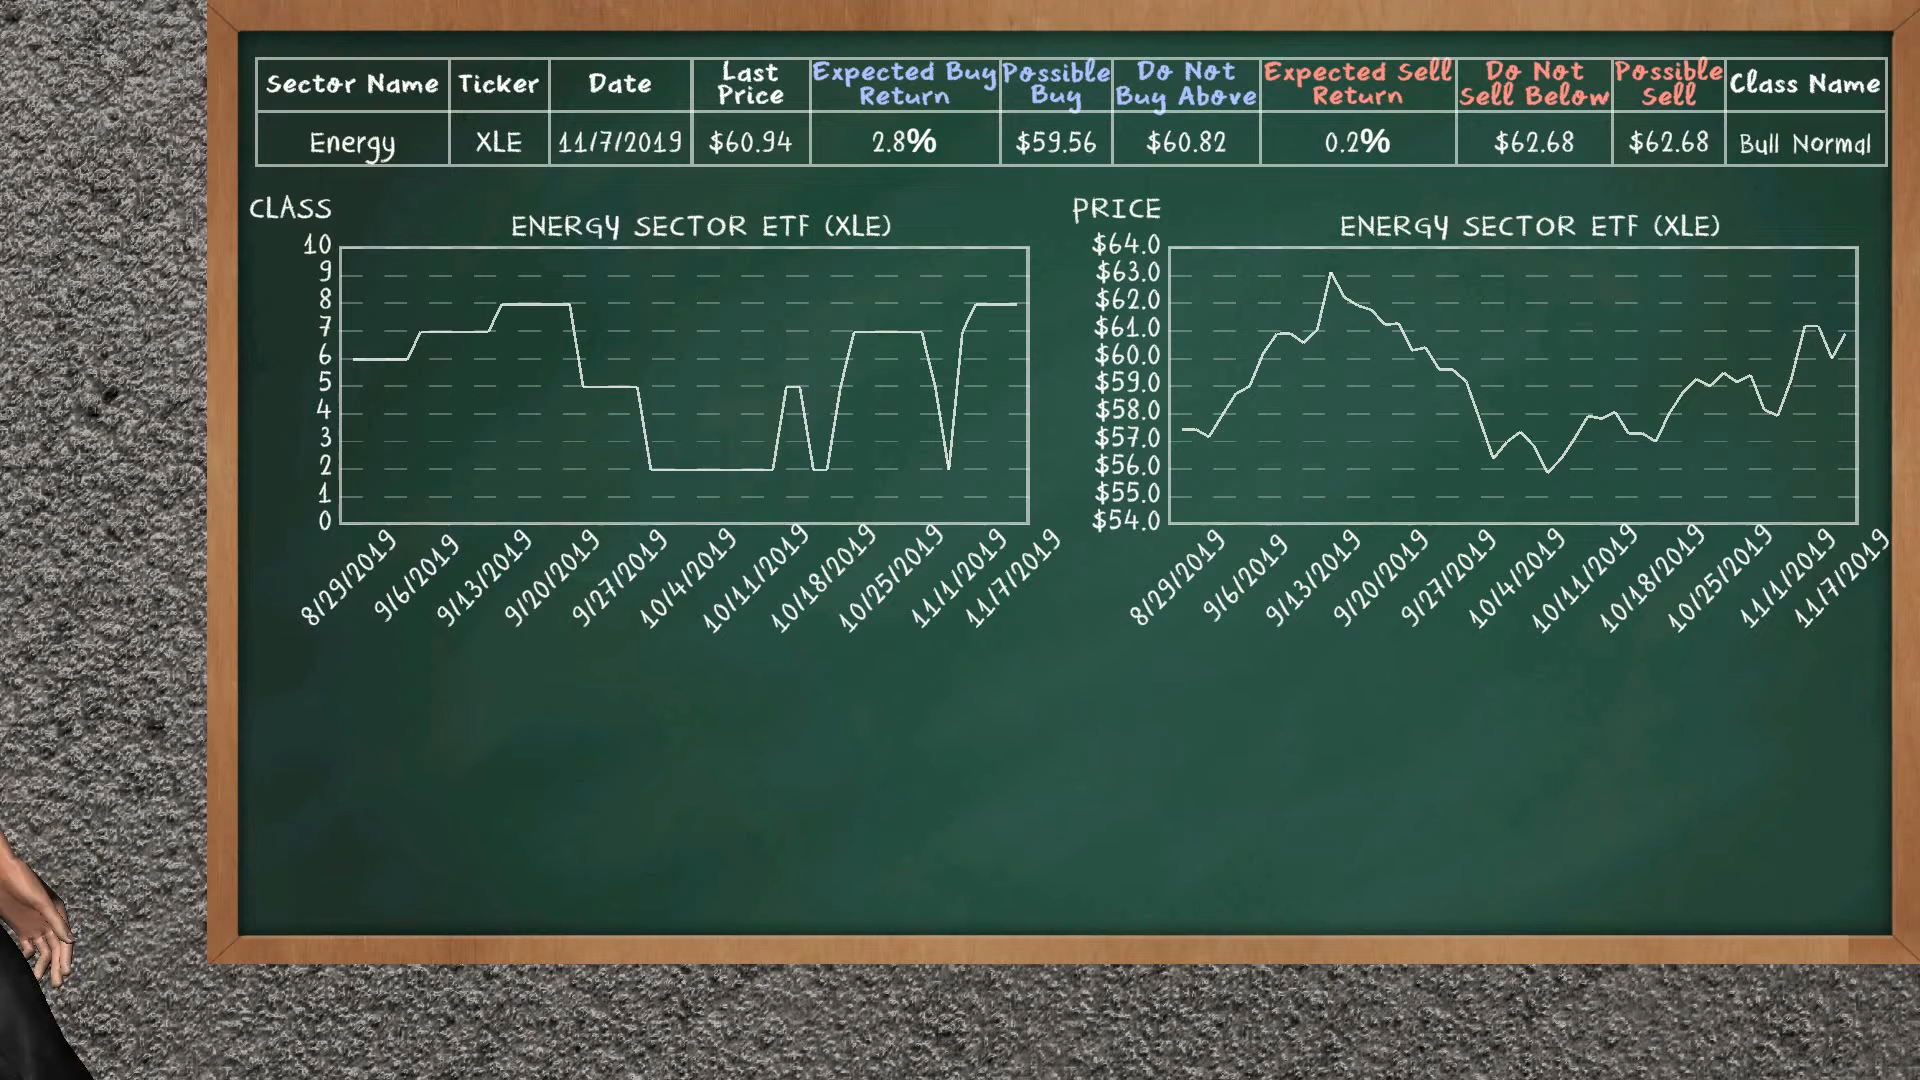 Sector Name Ticker Date Last Price Expected Buy Return Possible Buy Do Not Buy Above Expected Sell Return Do Not Sell Below Possible Sell Class Name
Energy XLE 11/7/2019 $60.94 2.8% $59.56 $60.82 0.2% $62.68 $62.68 Bull Normal
CLASS
ENERGY SECTOR ETF (XLE)
10
9
8
7
6
5
4
3
2
1
0
8/29/2019 9/6/2019 9/13/2019 9/20/2019 9/27/2019 10/4/2019 10/11/2019 10/18/2019 10/25/2019 11/1/2019 11/7/2019
PRICE
ENERGY SECTOR ETF (XLE)
$64.0
$63.0
$62.0
$61.0
$60.0
$59.0
$58.0
$57.0
$56.0
$55.0
$54.0
8/29/2019 9/6/2019 9/13/2019 9/20/2019 9/27/2019 10/4/2019 10/11/2019 10/18/2019 10/25/2019 11/1/2019 11/7/2019